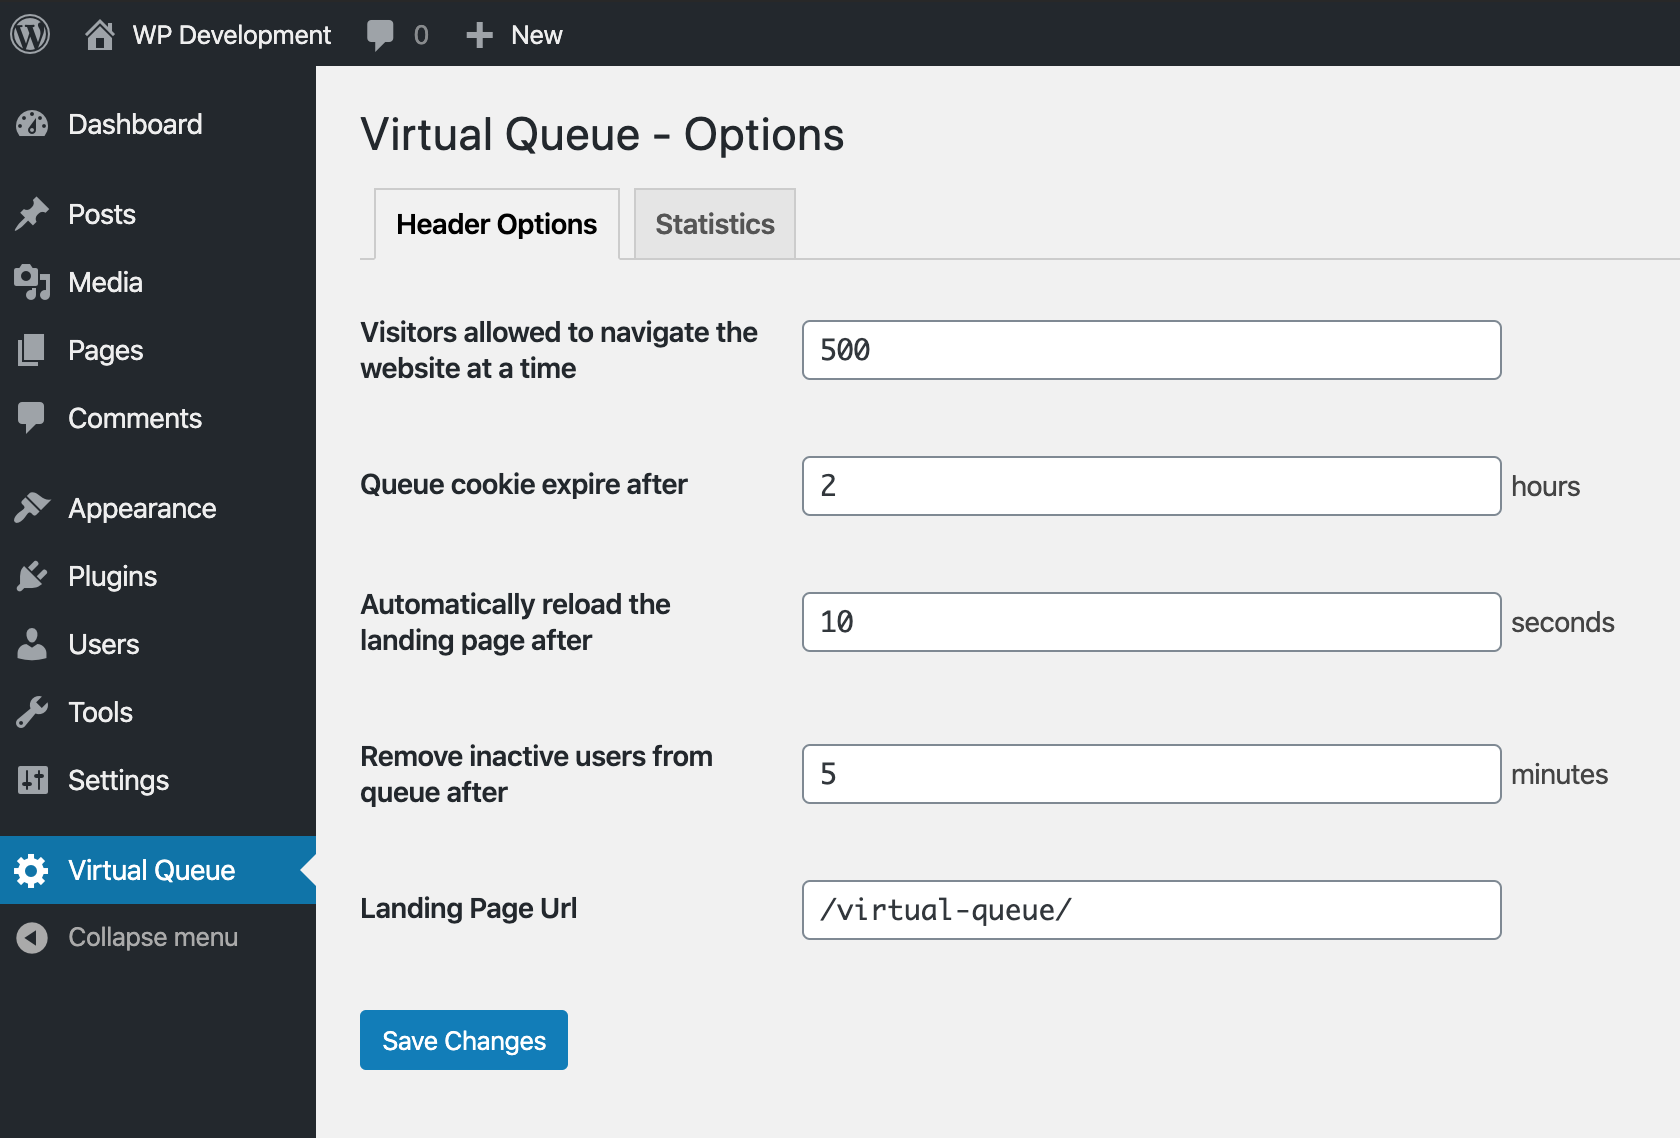 WP Development
0
New
Dashboard
Posts
Media
Pages
Comments
Appearance
Plugins
Users
Tools
Settings
Virtual Queue
Collapse menu
Virtual Queue - Options
Header Options
Statistics
Visitors allowed to navigate the
website at a time
500
Queue cookie expire after
2 hours
Automatically reload the
landing page after
10 seconds
Remove inactive users from
queue after
5 minutes
Landing Page Url
/virtual-queue/
Save Changes